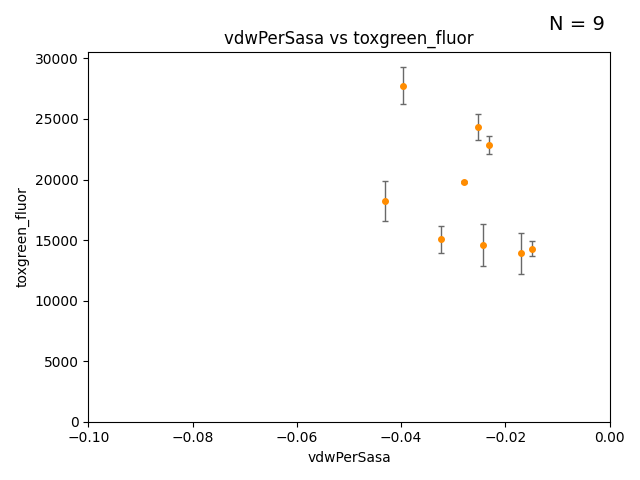 N = 9
vdwPerSasa vs toxgreen_fluor
30000
25000
20000
15000
10000
5000
0
toxgreen_fluor
−0.10 −0.08 −0.06 −0.04 −0.02 0.00
vdwPerSasa